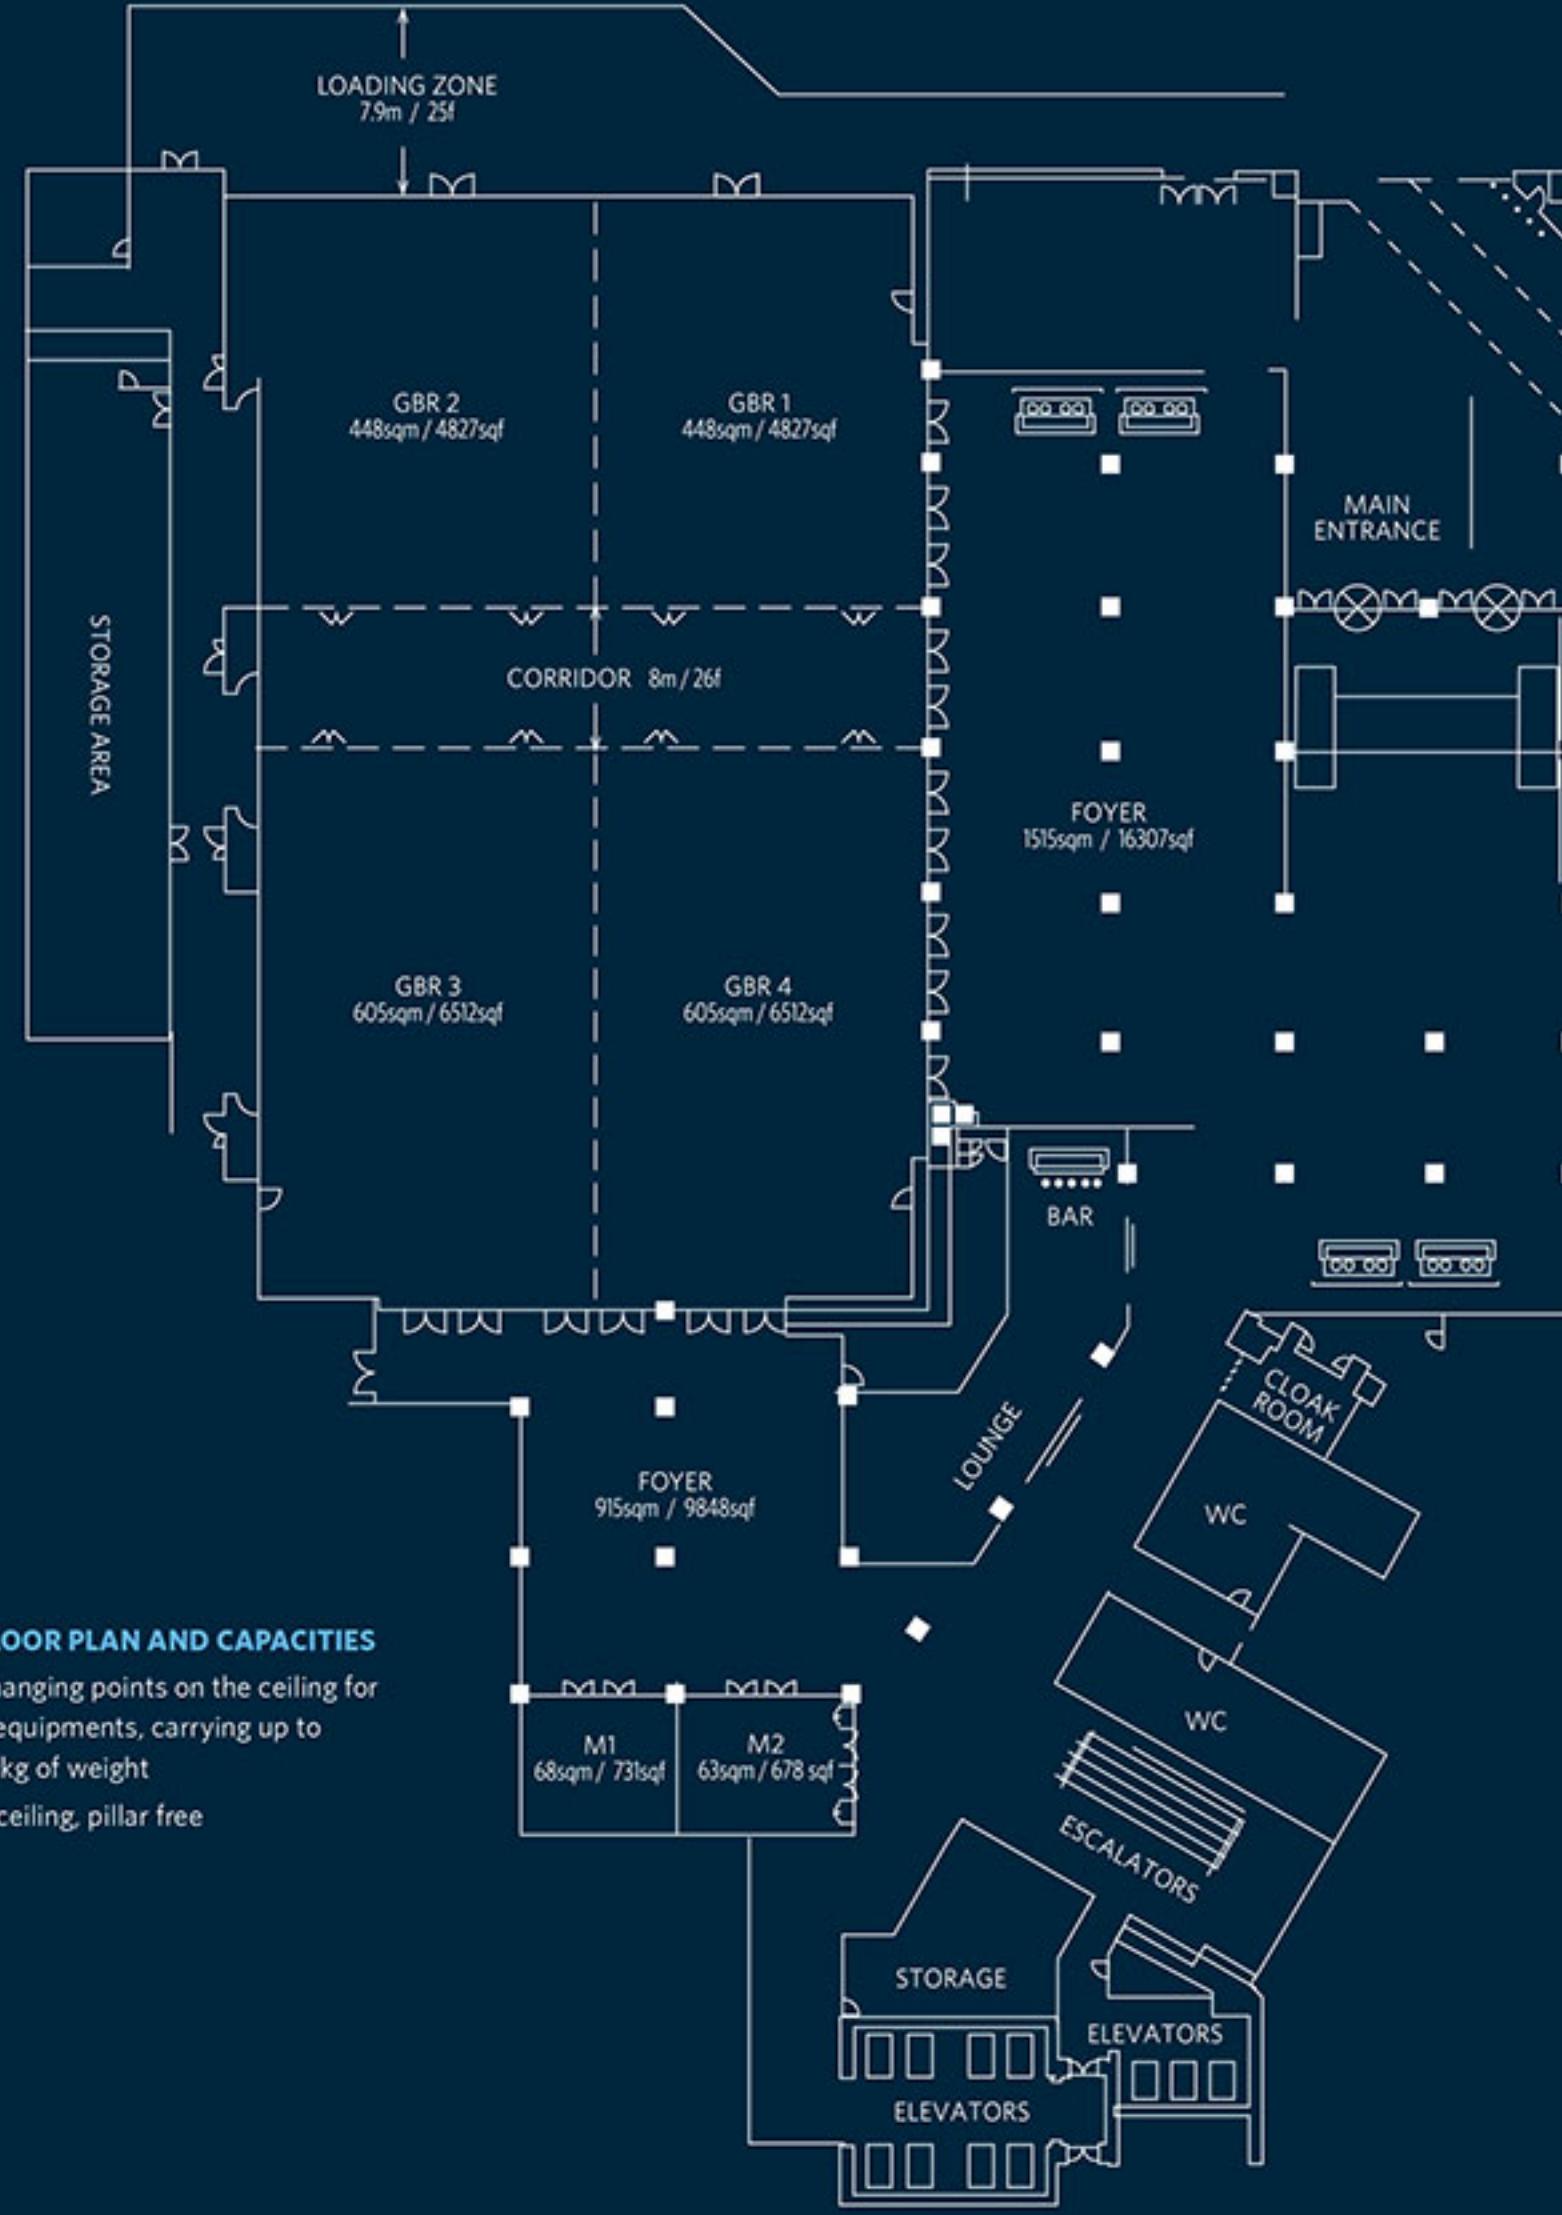 LOADING ZONE
7.9m / 25f
GBR 2
448sqm / 4827sqf
GBR 1
448sqm / 4827sqf
MAIN
ENTRANCE
STORAGE AREA
CORRIDOR 8m / 26f
FOYER
1515sqm / 16307sqf
GBR 3
605sqm / 6512sqf
GBR 4
605sqm / 6512sqf
BAR
CLOAK
ROOM
LOUNGE
FOYER
915sqm / 9848sqf
WC
OOR PLAN AND CAPACITIES
anging points on the ceiling for
equipments, carrying up to
kg of weight
ceiling, pillar free
M1
68sqm / 731sqf
M2
63sqm / 678 sqf
WC
ESCALATORS
STORAGE
ELEVATORS
ELEVATORS